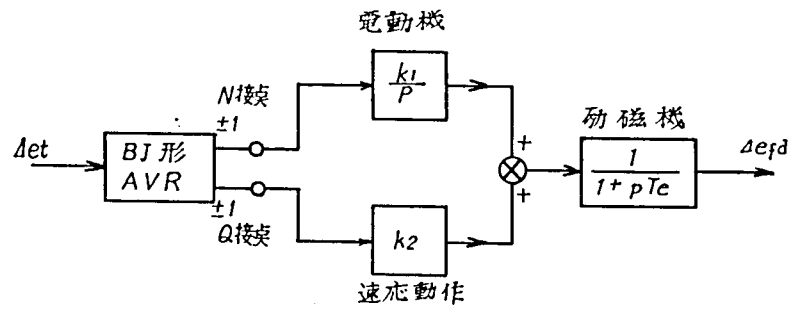 電動機
k1
P
N接点
±1
Δet
BJ形
AVR
±1
Q接点
k2
速応動作
+
+
励磁機
1
1+pTe
Δefd